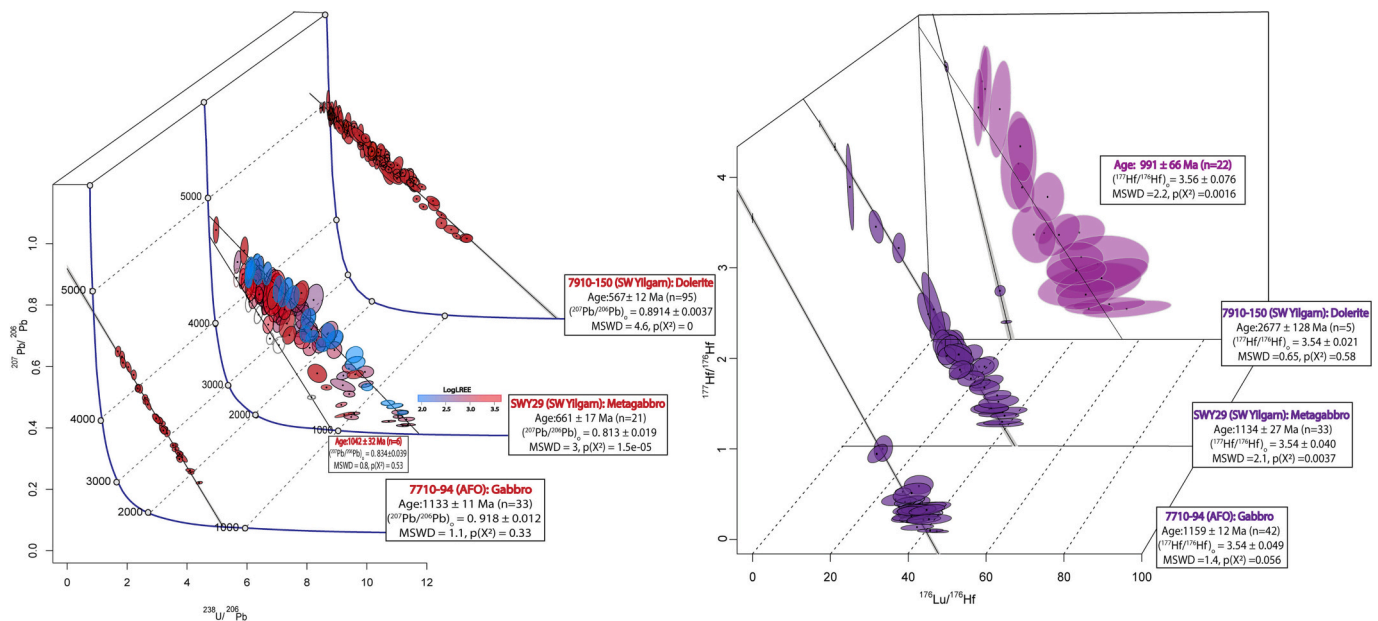 1.0
0.8
0.6
0.4
0.2
0.0
²⁰⁷Pb/²⁰⁶Pb
0 2 4 6 8 10 12
²³⁸U/²⁰⁶Pb
5000
4000
3000
2000
1000
5000
4000
3000
2000
1000
LogLREE
2.0 2.5 3.0 3.5
7910-150 (SW Yilgarn): Dolerite
Age:567± 12 Ma (n=95)
(²⁰⁷Pb/²⁰⁶Pb)ₒ = 0.8914 ± 0.0037
MSWD = 4.6, p(X²) = 0
SWY29 (SW Yilgarn): Metagabbro
Age:661 ± 17 Ma (n=21)
(²⁰⁷Pb/²⁰⁶Pb)ₒ = 0.813 ± 0.019
MSWD = 3, p(X²) = 1.5e-05
Age:1042 ± 32 Ma (n=6)
(²⁰⁷Pb/²⁰⁶Pb)ₒ = 0.834±0.039
MSWD = 0.8, p(X²) = 0.53
7710-94 (AFO): Gabbro
Age:1133 ± 11 Ma (n=33)
(²⁰⁷Pb/²⁰⁶Pb)ₒ = 0. 918 ± 0.012
MSWD = 1.1, p(X²) = 0.33
4
3
2
1
0
¹⁷⁷Hf/¹⁷⁶Hf
0 20 40 60 80 100
¹⁷⁶Lu/¹⁷⁶Hf
Age: 991 ± 66 Ma (n=22)
(¹⁷⁷Hf/¹⁷⁶Hf)ₒ = 3.56 ± 0.076
MSWD =2.2, p(X²) =0.0016
7910-150 (SW Yilgarn): Dolerite
Age:2677 ± 128 Ma (n=5)
(¹⁷⁷Hf/¹⁷⁶Hf)ₒ = 3.54 ± 0.021
MSWD =0.65, p(X²) =0.58
SWY29 (SW Yilgarn): Metagabbro
Age:1134 ± 27 Ma (n=33)
(¹⁷⁷Hf/¹⁷⁶Hf)ₒ = 3.54 ± 0.040
MSWD =2.1, p(X²) =0.0037
7710-94 (AFO): Gabbro
Age:1159 ± 12 Ma (n=42)
(¹⁷⁷Hf/¹⁷⁶Hf)ₒ = 3.54 ± 0.049
MSWD =1.4, p(X²) =0.056